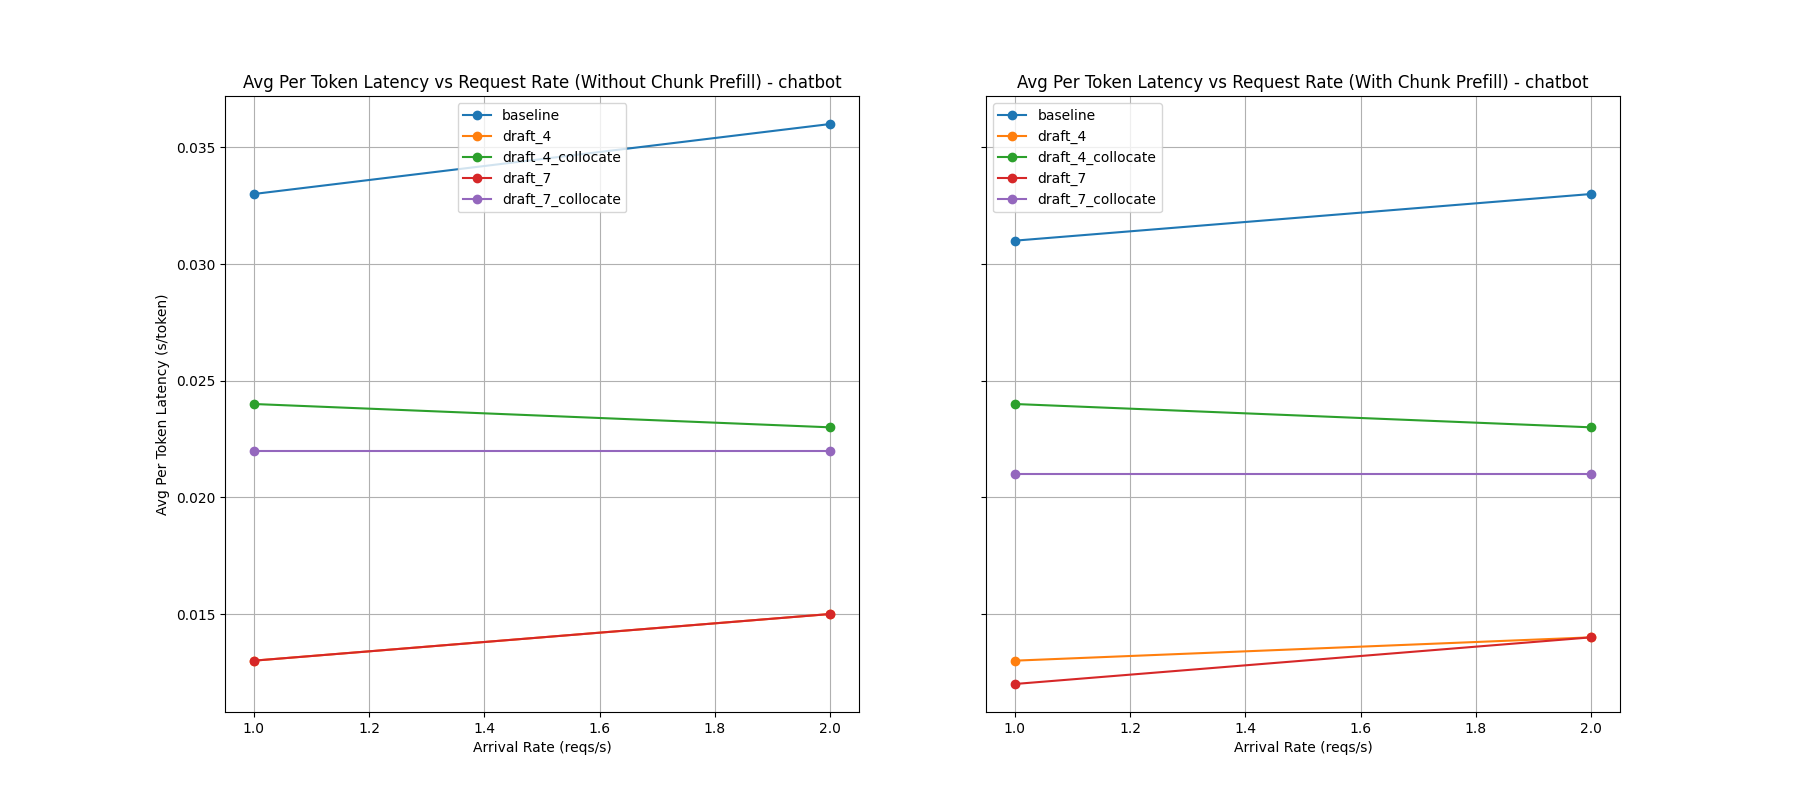 Avg Per Token Latency vs Request Rate (Without Chunk Prefill) - chatbot
baseline
draft_4
draft_4_collocate
draft_7
draft_7_collocate
0.035
0.030
0.025
0.020
0.015
Avg Per Token Latency (s/token)
1.0 1.2 1.4 1.6 1.8 2.0
Arrival Rate (reqs/s)
Avg Per Token Latency vs Request Rate (With Chunk Prefill) - chatbot
baseline
draft_4
draft_4_collocate
draft_7
draft_7_collocate
1.0 1.2 1.4 1.6 1.8 2.0
Arrival Rate (reqs/s)